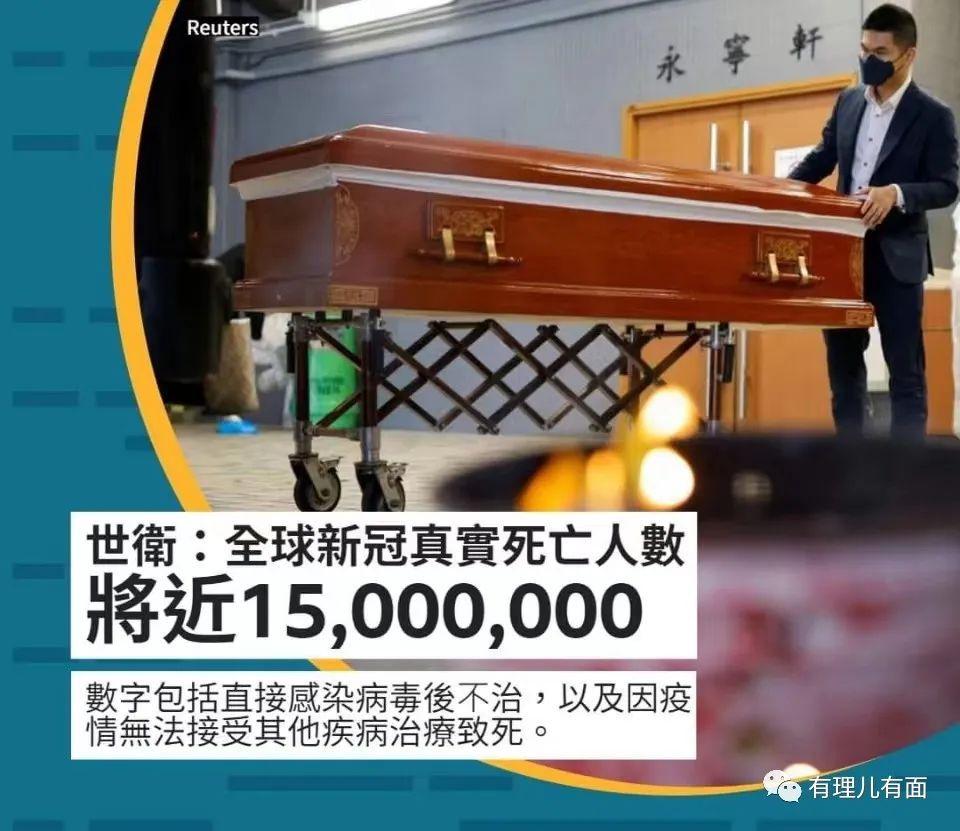 Reuters
永寧軒
世衛：全球新冠真實死亡人數
將近15,000,000
數字包括直接感染病毒後不治，以及因疫
情無法接受其他疾病治療致死。
有理儿有面